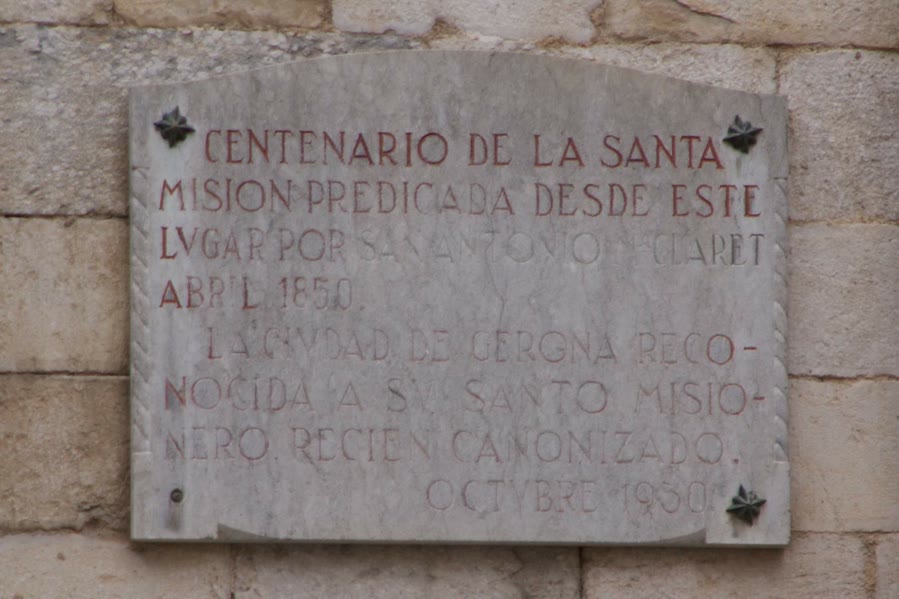 CENTENARIO DE LA SANTA
MISION PREDICADA DESDE ESTE
LVGAR POR SAN ANTONIO Mª CLARET
ABRIL 1850.
LA CIVDAD DE GERONA RECO-
NOCIDA A SV SANTO MISIO-
NERO RECIEN CANONIZADO.
OCTVBRE 1950